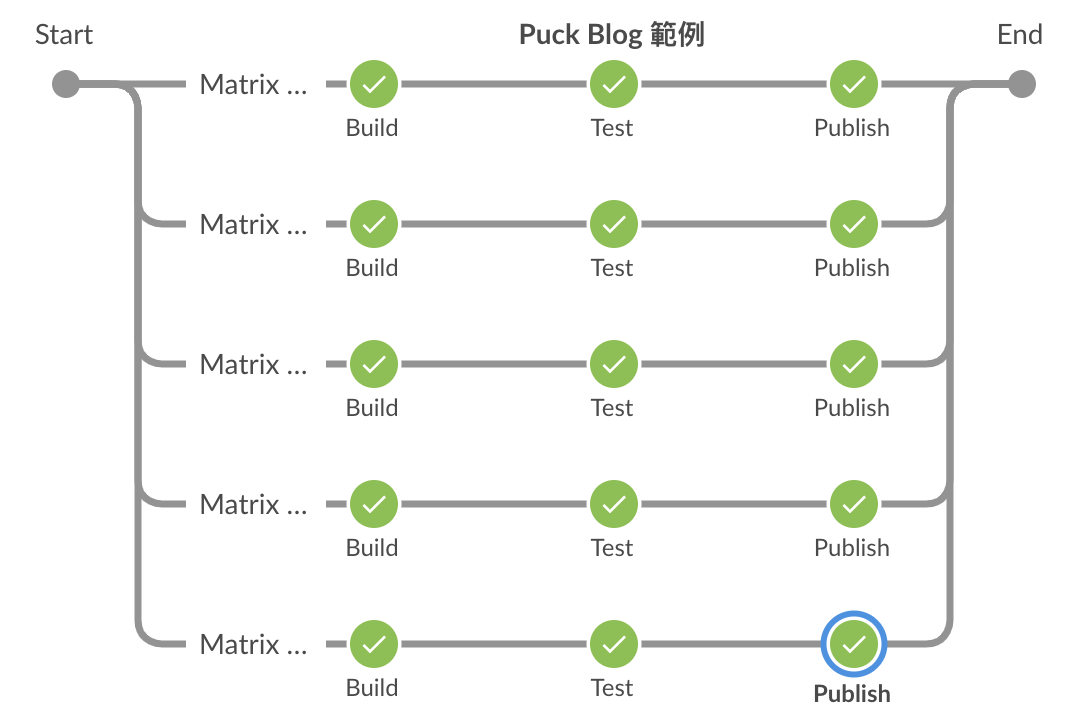 Start
Puck Blog 範例
End
Matrix ...
Build
Test
Publish
Matrix ...
Build
Test
Publish
Matrix ...
Build
Test
Publish
Matrix ...
Build
Test
Publish
Matrix ...
Build
Test
Publish